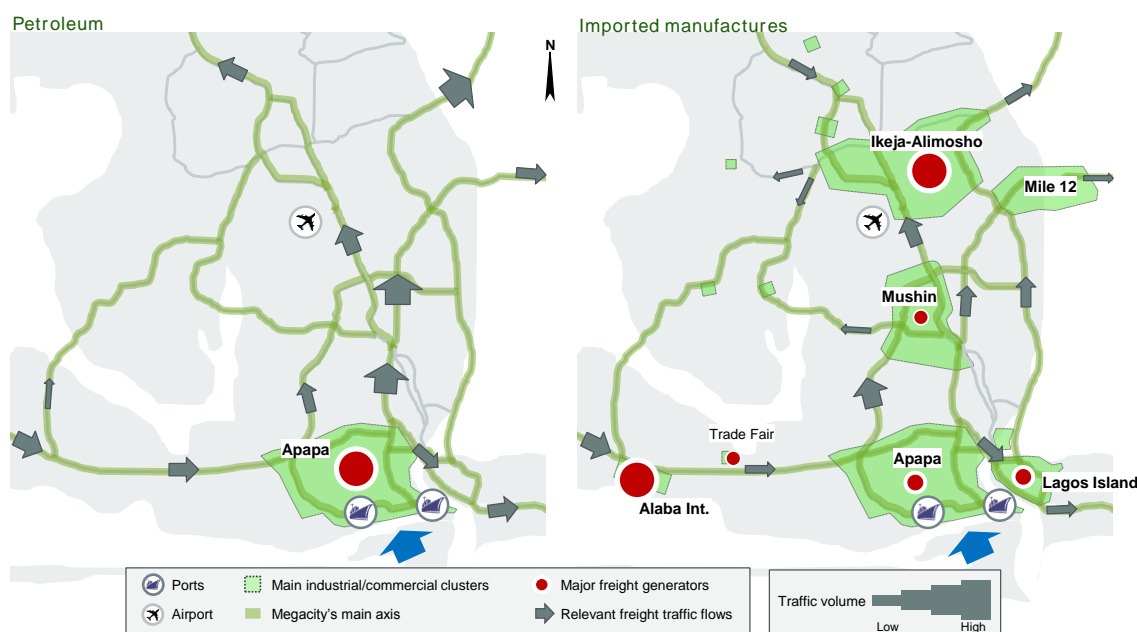 Petroleum
Imported manufactures
N
Ikeja-Alimosho
Mile 12
Mushin
Trade Fair
Apapa
Apapa
Lagos Island
Alaba Int.
Ports
Main industrial/commercial clusters
Major freight generators
Airport
Megacity's main axis
Relevant freight traffic flows
Traffic volume
Low
High